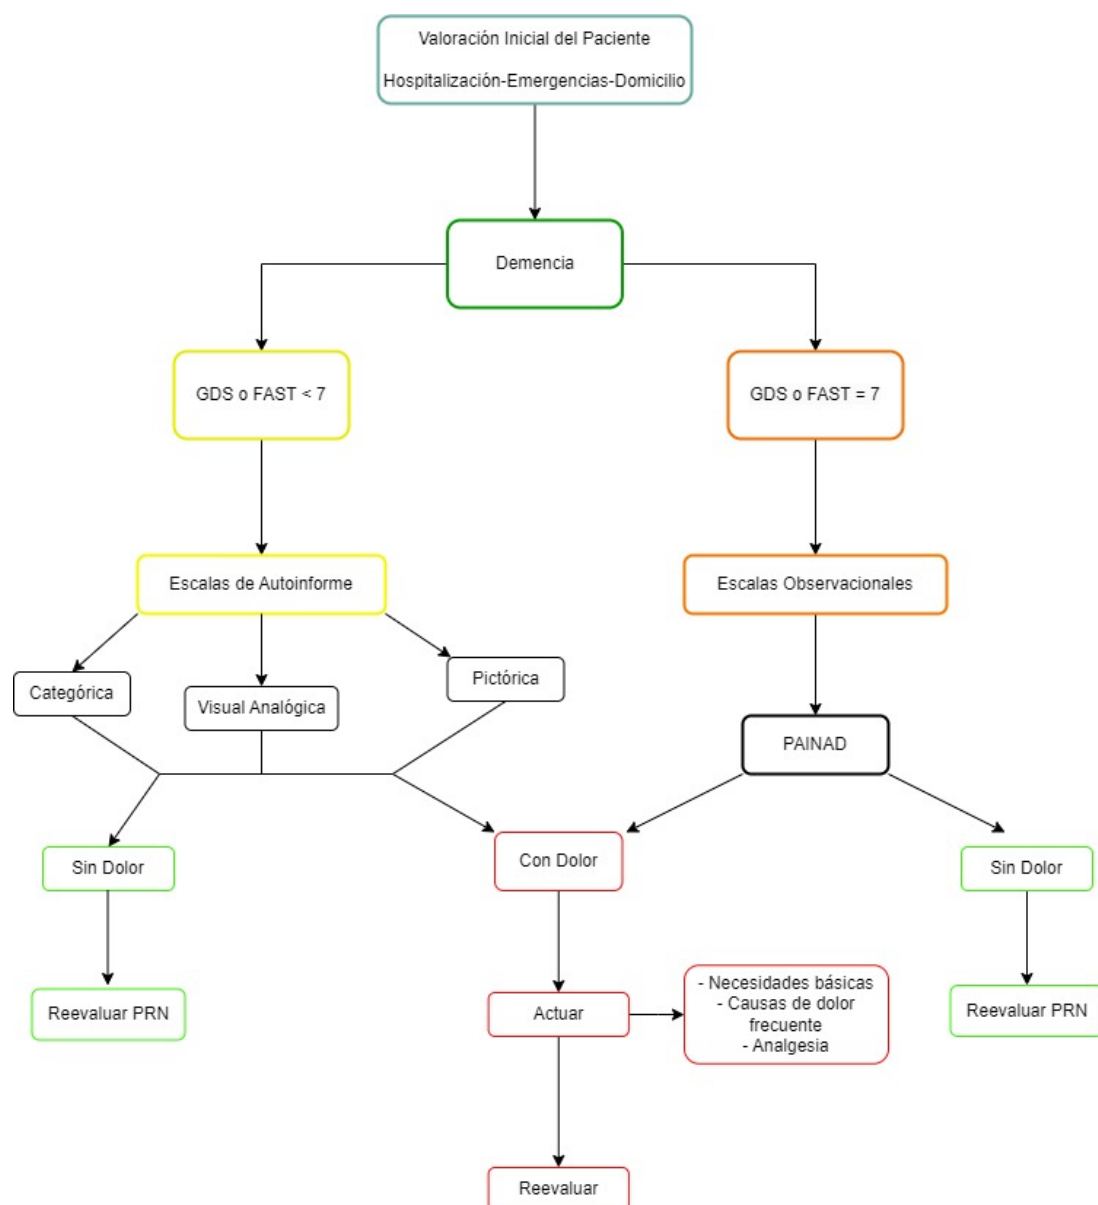 Valoración Inicial del Paciente
Hospitalización-Emergencias-Domicilio
Demencia
GDS o FAST < 7
GDS o FAST = 7
Escalas de Autoinforme
Escalas Observacionales
Categórica
Visual Analógica
Pictórica
PAINAD
Sin Dolor
Con Dolor
Sin Dolor
Reevaluar PRN
Actuar
- Necesidades básicas
- Causas de dolor
frecuente
- Analgesia
Reevaluar PRN
Reevaluar